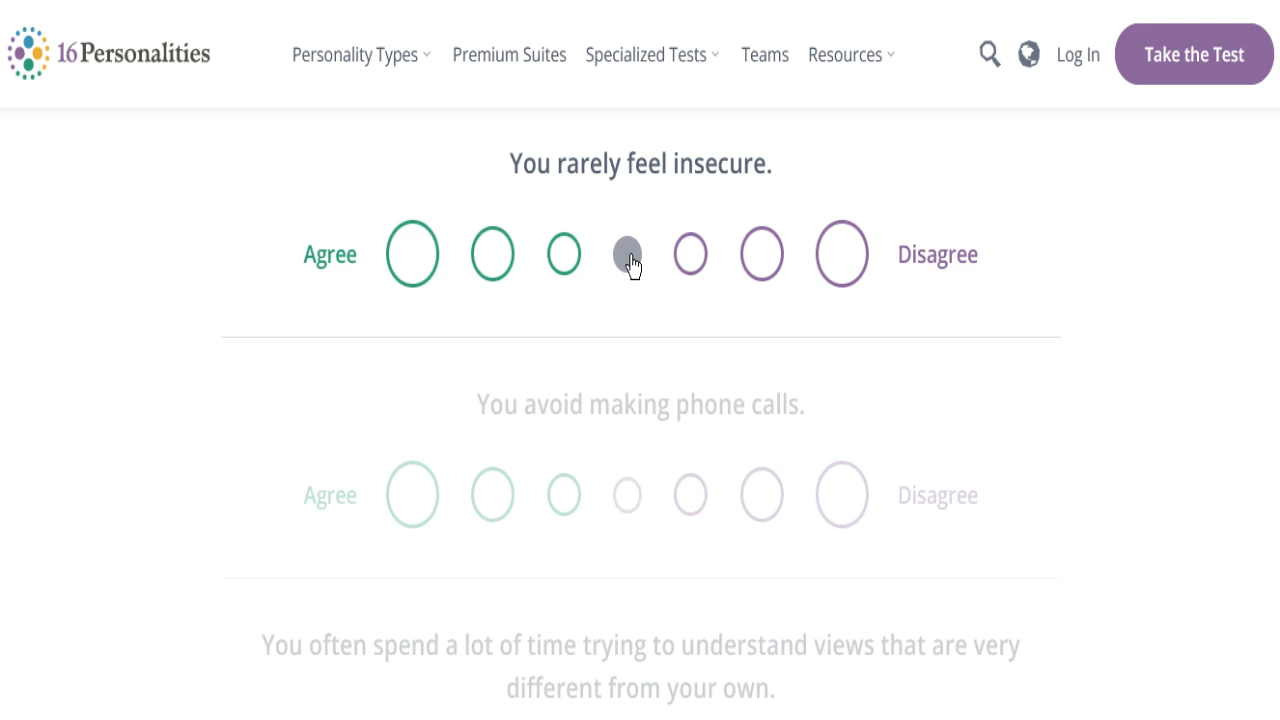 16Personalities
Personality Types Premium Suites Specialized Tests Teams Resources Log In Take the Test
You rarely feel insecure.
Agree Disagree
You avoid making phone calls.
Agree Disagree
You often spend a lot of time trying to understand views that are very
different from your own.